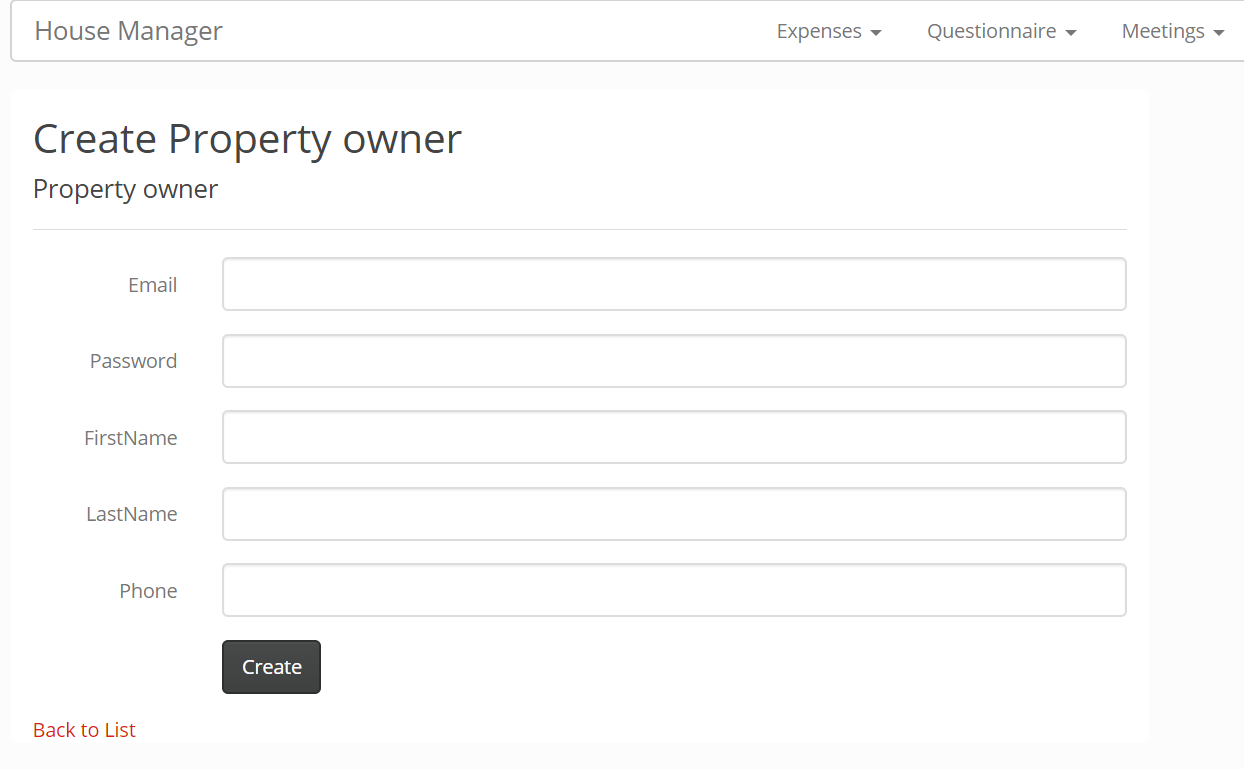 House Manager Expenses Questionnaire Meetings
Create Property owner
Property owner
Email
Password
FirstName
LastName
Phone
Create
Back to List